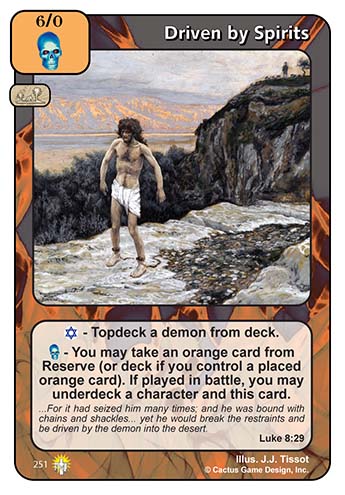 6/0
Driven by Spirits
- Topdeck a demon from deck.
- You may take an orange card from
Reserve (or deck if you control a placed
orange card). If played in battle, you may
underdeck a character and this card.
...For it had seized him many times; and he was bound with
chains and shackles... yet he would break the restraints and
be driven by the demon into the desert.
Luke 8:29
Illus. J.J. Tissot
251
© Cactus Game Design, Inc.